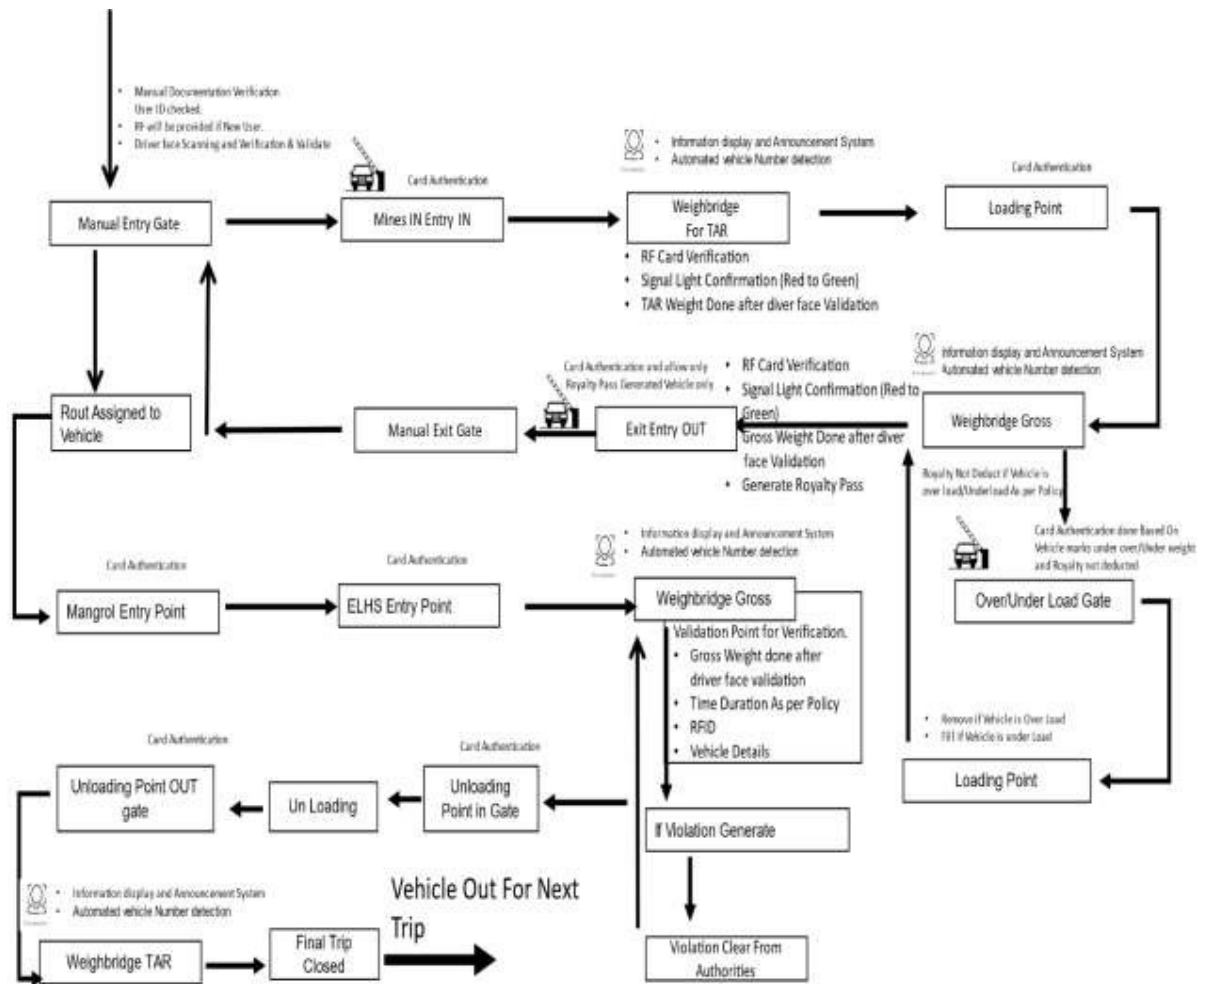 • Manual Documentation Verification
User ID checked.
• RF will be provided if New User.
• Driver face Scanning and Verification & Validate
Card Authentication
• Information display and Announcement System
• Automated vehicle Number detection
Card Authentication
Manual Entry Gate
Mines IN Entry IN
Weighbridge
For TAR
Loading Point
• RF Card Verification
• Signal Light Confirmation (Red to Green)
• TAR Weight Done after diver face Validation
Information display and Announcement System
Automated vehicle Number detection
Card Authentication and allow only
Royalty Pass Generated Vehicle only
• RF Card Verification
• Signal Light Confirmation (Red to
Green)
Gross Weight Done after diver
face Validation
• Generate Royalty Pass
Rout Assigned to
Vehicle
Manual Exit Gate
Exit Entry OUT
Weighbridge Gross
Royalty Not Deduct if Vehicle is
over load/Underload As per Policy
Card Authentication done Based On
Vehicle marks under over/Under weight
and Royalty not deducted
• Information display and Announcement System
• Automated vehicle Number detection
Card Authentication
Card Authentication
Mangrol Entry Point
ELHS Entry Point
Weighbridge Gross
Over/Under Load Gate
Validation Point for Verification.
• Gross Weight done after
driver face validation
• Time Duration As per Policy
• RFID
• Vehicle Details
• Remove if Vehicle is Over Load
• Fill if Vehicle is under Load
Loading Point
Card Authentication
Card Authentication
Unloading Point OUT
gate
Un Loading
Unloading
Point in Gate
If Violation Generate
• Information display and Announcement System
• Automated vehicle Number detection
Vehicle Out For Next
Trip
Weighbridge TAR
Final Trip
Closed
Violation Clear From
Authorities